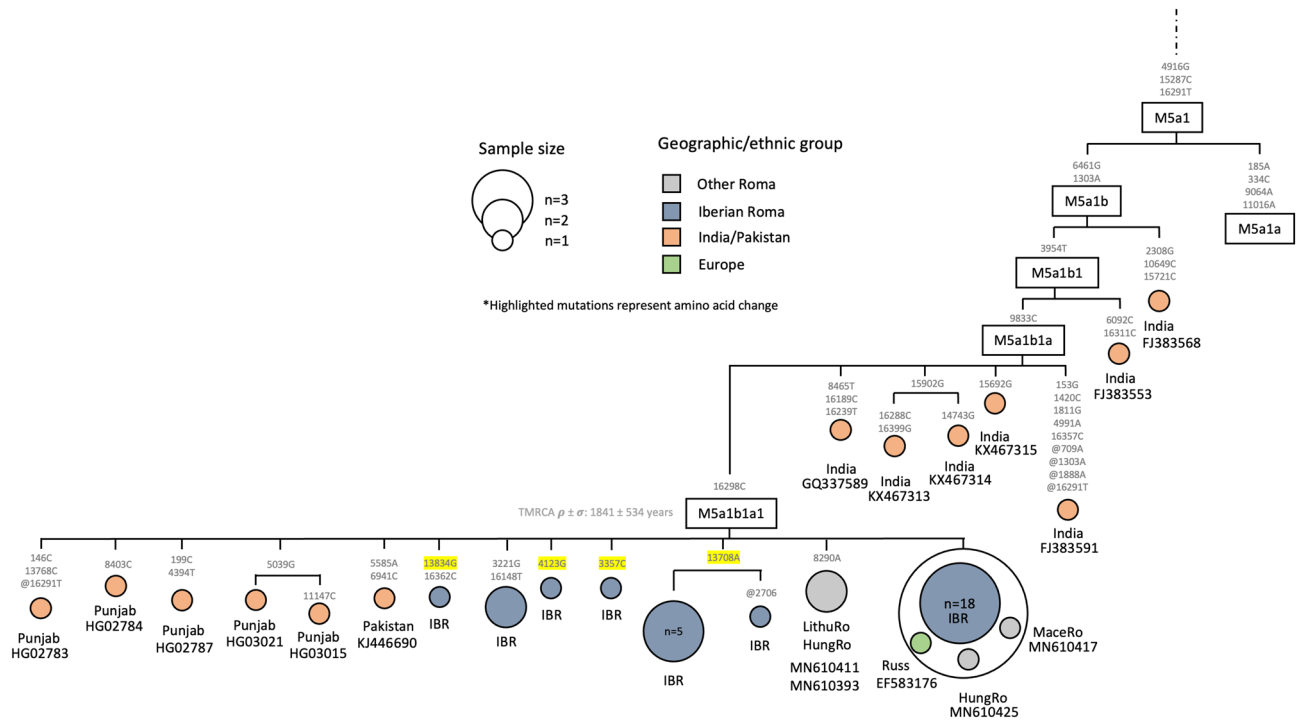 4916G
15287C
16291T
M5a1
Sample size
n=3
n=2
n=1
Geographic/ethnic group
Other Roma
Iberian Roma
India/Pakistan
Europe
*Highlighted mutations represent amino acid change
6461G
1303A
M5a1b
185A
334C
9064A
11016A
M5a1a
3954T
M5a1b1
2308G
10649C
15721C
India
FJ383568
9833C
M5a1b1a
6092C
16311C
India
FJ383553
8465T
16189C
16239T
India
GQ337589
15902G
16288C
16399G
India
KX467313
14743G
India
KX467314
15692G
India
KX467315
153G
1420C
1811G
4991A
16357C
@709A
@1303A
@1888A
@16291T
India
FJ383591
16298C
M5a1b1a1
TMRCA ρ ± σ: 1841 ± 534 years
146C
13768C
@16291T
Punjab
HG02783
8403C
Punjab
HG02784
199C
4394T
Punjab
HG02787
5039G
Punjab
HG03021
11147C
Punjab
HG03015
5585A
6941C
Pakistan
KJ446690
13834G
16362C
IBR
3221G
16148T
IBR
4123G
IBR
3357C
IBR
13708A
n=5
IBR
@2706
IBR
8290A
LithuRo
HungRo
MN610411
MN610393
n=18
IBR
Russ
EF583176
HungRo
MN610425
MaceRo
MN610417